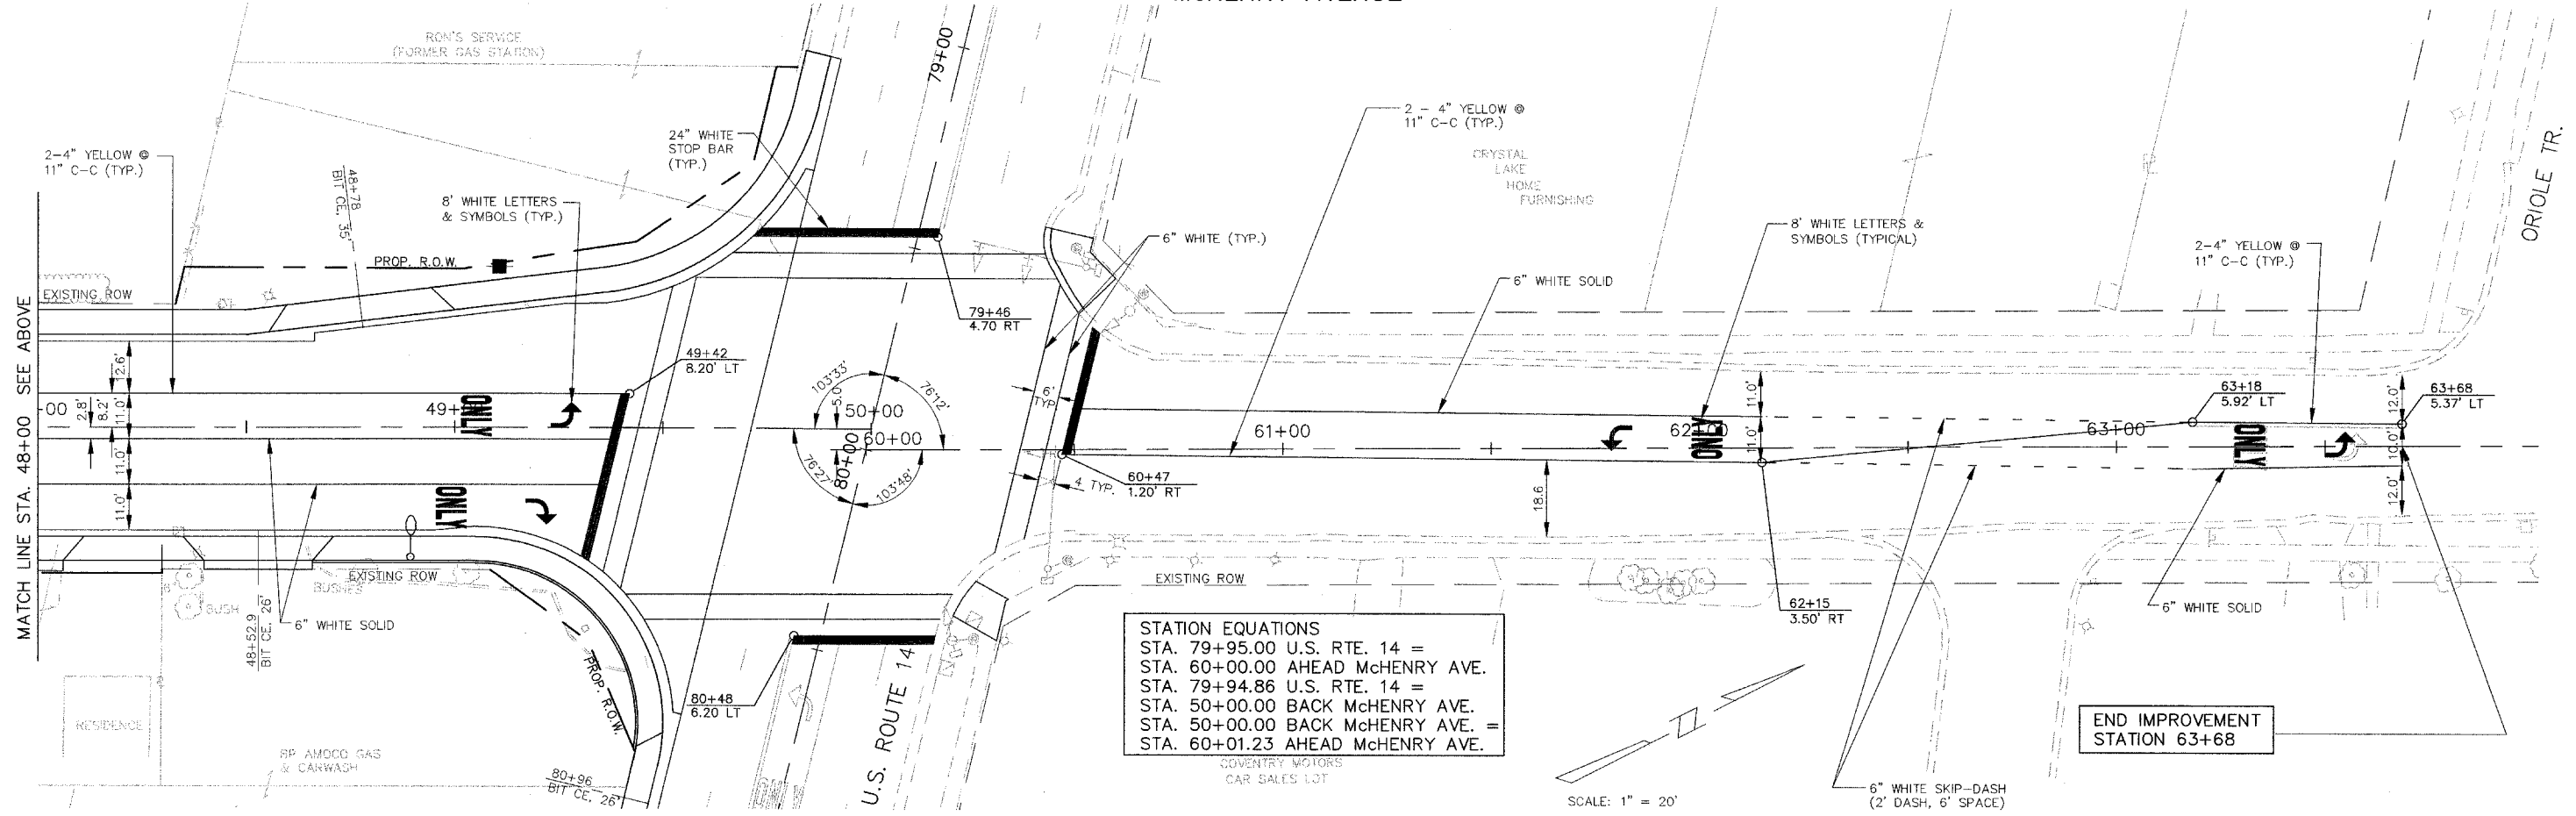 McHENRY AVENUE
RON'S SERVICE
(FORMER GAS STATION)
79+00
2-4" YELLOW @
11" C-C (TYP.)
48+78
BIT CE. 35'
24" WHITE
STOP BAR
(TYP.)
8' WHITE LETTERS
& SYMBOLS (TYP.)
PROP. R.O.W.
EXISTING ROW
MATCH LINE STA. 48+00 SEE ABOVE
79+46
4.70 RT
49+42
8.20' LT
6" WHITE (TYP.)
2 - 4" YELLOW @
11" C-C (TYP.)
CRYSTAL
LAKE
HOME
FURNISHING
8' WHITE LETTERS &
SYMBOLS (TYPICAL)
6" WHITE SOLID
2-4" YELLOW @
11" C-C (TYP.)
ORIOLE TR.
12.6'
-00
2.8'
8.2'
11.0'
11.0'
11.0'
49+
ONLY
ONLY
103°33'
76°12'
5.0'
50+00
60+00
80+00
76°27'
103°48'
6'
TYP
4 TYP.
60+47
1.20' RT
61+00
18.6
62+00
ONLY
11.0'
11.0'
63+00
63+18
5.92' LT
63+68
5.37' LT
ONLY
12.0'
10.0'
12.0'
62+15
3.50' RT
6" WHITE SOLID
EXISTING ROW
BUSHES
BUSH
48+52.9
BIT CE. 26'
6" WHITE SOLID
EXISTING ROW
PROP. R.O.W.
80+48
6.20 LT
U.S. ROUTE 14
RESIDENCE
BP AMOCO GAS
& CARWASH
80+96
BIT CE. 26'
STATION EQUATIONS
STA. 79+95.00 U.S. RTE. 14 =
STA. 60+00.00 AHEAD McHENRY AVE.
STA. 79+94.86 U.S. RTE. 14 =
STA. 50+00.00 BACK McHENRY AVE.
STA. 50+00.00 BACK McHENRY AVE. =
STA. 60+01.23 AHEAD McHENRY AVE.
COVENTRY MOTORS
CAR SALES LOT
SCALE: 1" = 20'
END IMPROVEMENT
STATION 63+68
6" WHITE SKIP-DASH
(2' DASH, 6' SPACE)